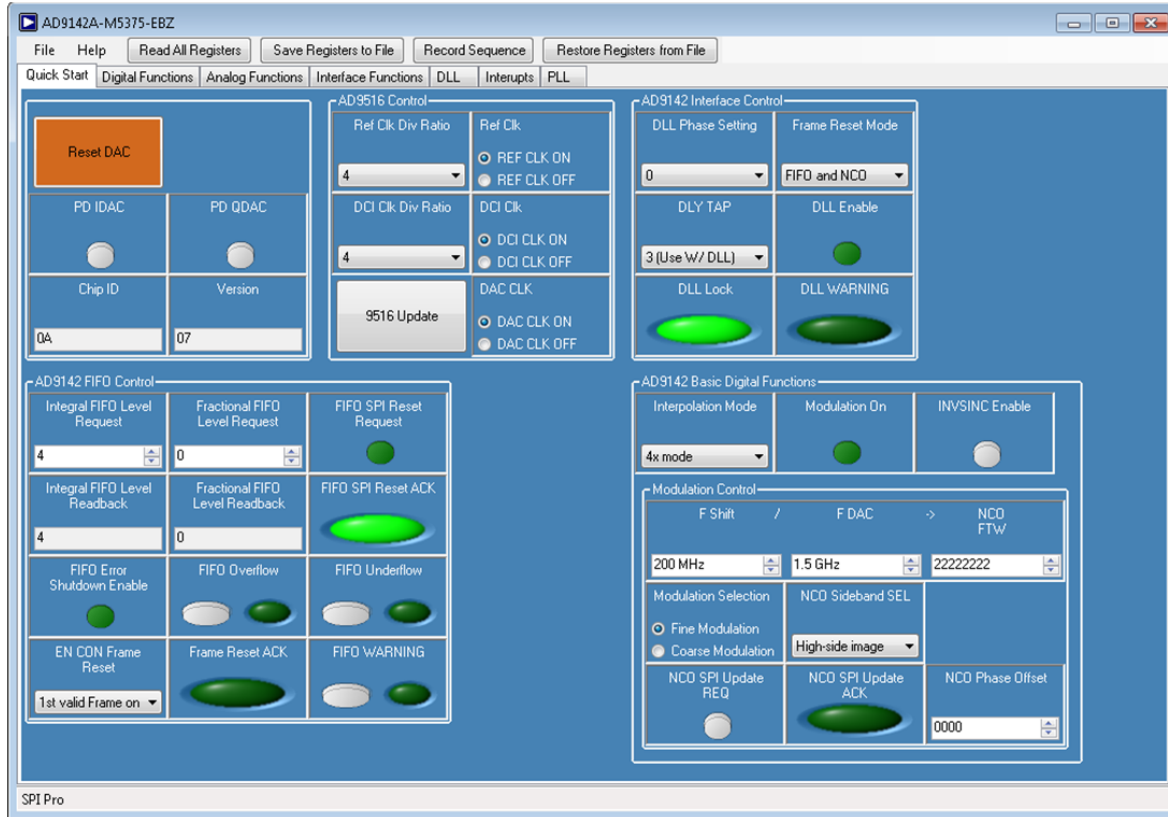 AD9142A-M5375-EBZ
File Help Read All Registers Save Registers to File Record Sequence Restore Registers from File
Quick Start Digital Functions Analog Functions Interface Functions DLL Interupts PLL
Reset DAC
PD IDAC PD QDAC
Chip ID Version
0A 07
AD9516 Control
Ref Clk Div Ratio Ref Clk
REF CLK ON
4 REF CLK OFF
DCI Clk Div Ratio DCI Clk
DCI CLK ON
4 DCI CLK OFF
9516 Update DAC CLK
DAC CLK ON
DAC CLK OFF
AD9142 Interface Control
DLL Phase Setting Frame Reset Mode
0 FIFO and NCO
DLY TAP DLL Enable
3 (Use W/ DLL)
DLL Lock DLL WARNING
AD9142 FIFO Control
Integral FIFO Level Request Fractional FIFO Level Request FIFO SPI Reset Request
4 0
Integral FIFO Level Readback Fractional FIFO Level Readback FIFO SPI Reset ACK
4 0
FIFO Error Shutdown Enable FIFO Overflow FIFO Underflow
EN CON Frame Reset Frame Reset ACK FIFO WARNING
1st valid Frame on
AD9142 Basic Digital Functions
Interpolation Mode Modulation On INVSINC Enable
4x mode
Modulation Control
F Shift / F DAC -> NCO FTW
200 MHz 1.5 GHz 22222222
Modulation Selection NCO Sideband SEL
Fine Modulation
Coarse Modulation High-side image
NCO SPI Update REQ NCO SPI Update ACK NCO Phase Offset
0000
SPI Pro